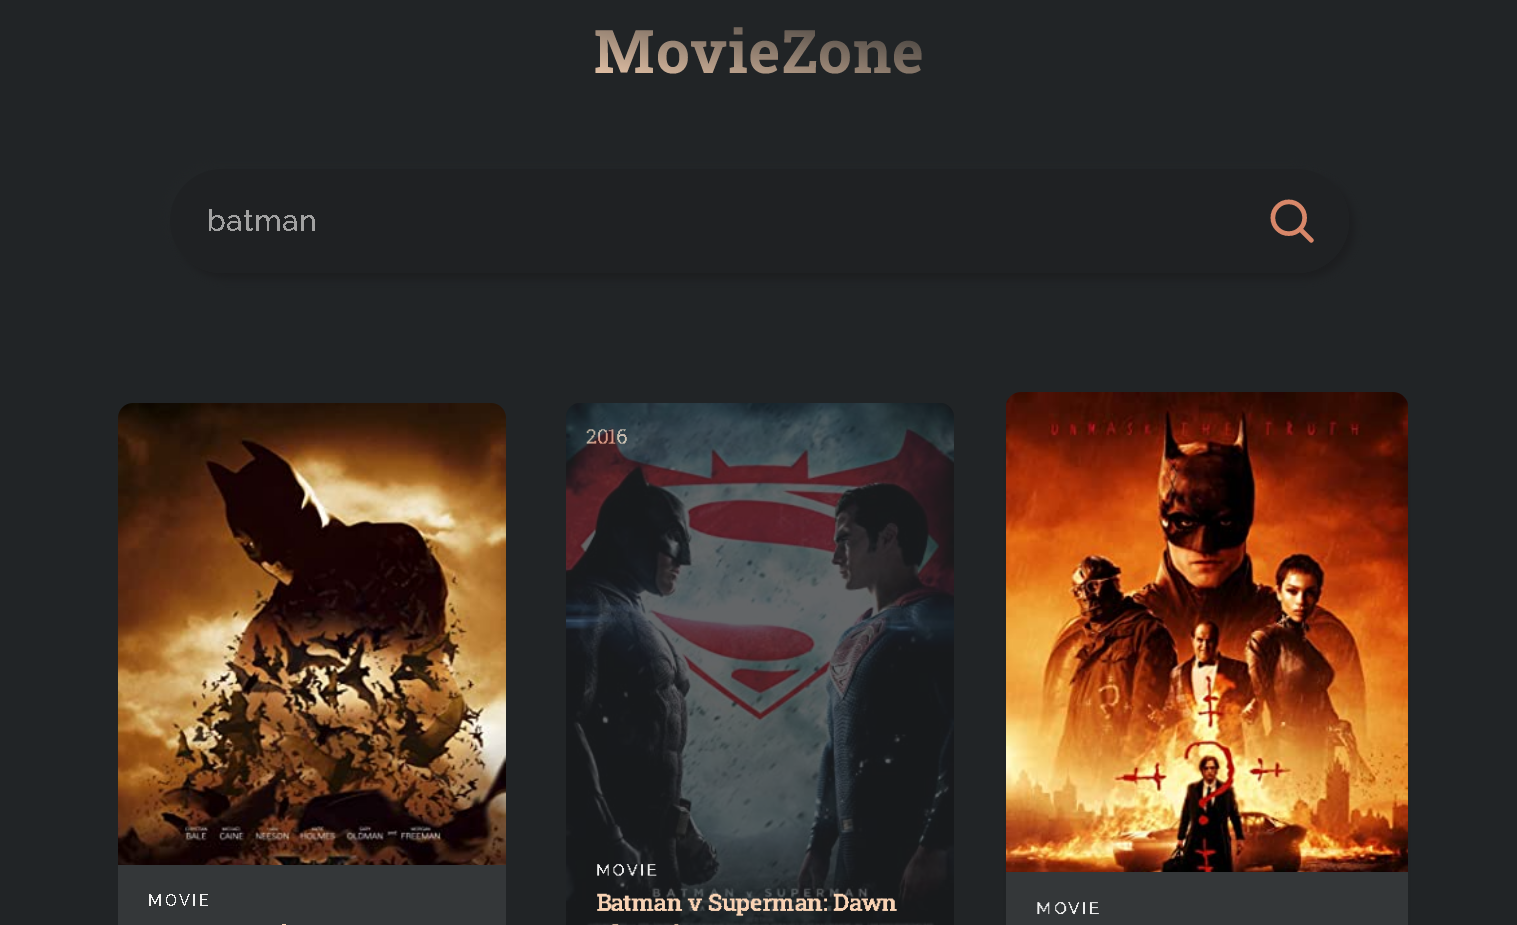 MovieZone
batman
2016
UNMASK THE TRUTH
BALE CAINE NEESON HOLMES OLDMAN AND FREEMAN
MOVIE
MOVIE
BATMAN V SUPERMAN
Batman v Superman: Dawn
MOVIE